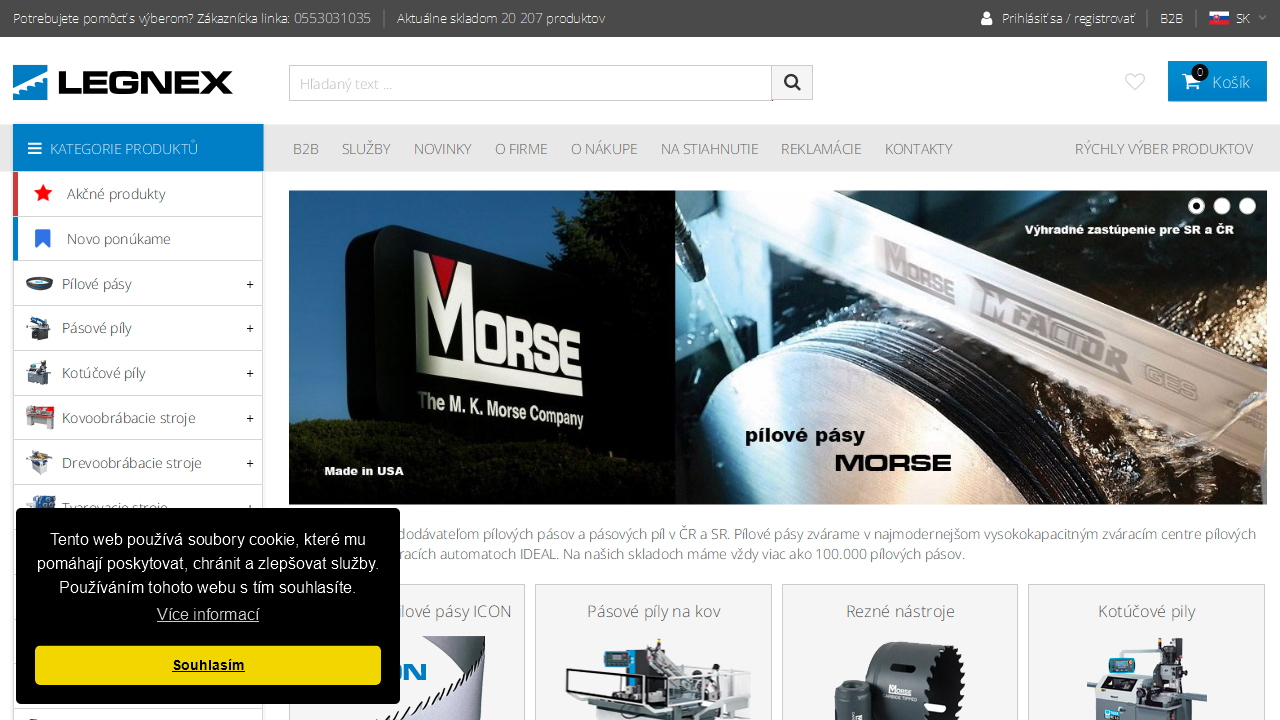 Potrebujete pomôcť s výberom? Zákaznícka linka: 0553031035
Aktuálne skladom 20 207 produktov
Prihlásiť sa / registrovať
B2B
SK
LEGNEX
Hľadaný text ...
0
Košík
KATEGORIE PRODUKTŮ
B2B
SLUŽBY
NOVINKY
O FIRME
O NÁKUPE
NA STIAHNUTIE
REKLAMÁCIE
KONTAKTY
RÝCHLY VÝBER PRODUKTOV
Akčné produkty
Novo ponúkame
Pílové pásy +
Pásové píly +
Kotúčové píly +
Kovoobrábacie stroje +
Drevoobrábacie stroje +
Tvarovacie stroje
MORSE
The M. K. Morse Company
Made in USA
Výhradné zastúpenie pre SR a ČR
MORSE
M FACTOR
GES
pílové pásy
MORSE
dodávateľom pílových pásov a pásových píl v ČR a SR. Pílové pásy zvárame v najmodernejšom vysokokapacitným zváracím centre pílových
automatoch IDEAL. Na našich skladoch máme vždy viac ako 100.000 pílových pásov.
pásy ICON
Pásové píly na kov
Rezné nástroje
Kotúčové pily
MORSE
CARBIDE TIPPED
Tento web používá soubory cookie, které mu
pomáhají poskytovat, chránit a zlepšovat služby.
Používáním tohoto webu s tím souhlasíte.
Více informací
Souhlasím